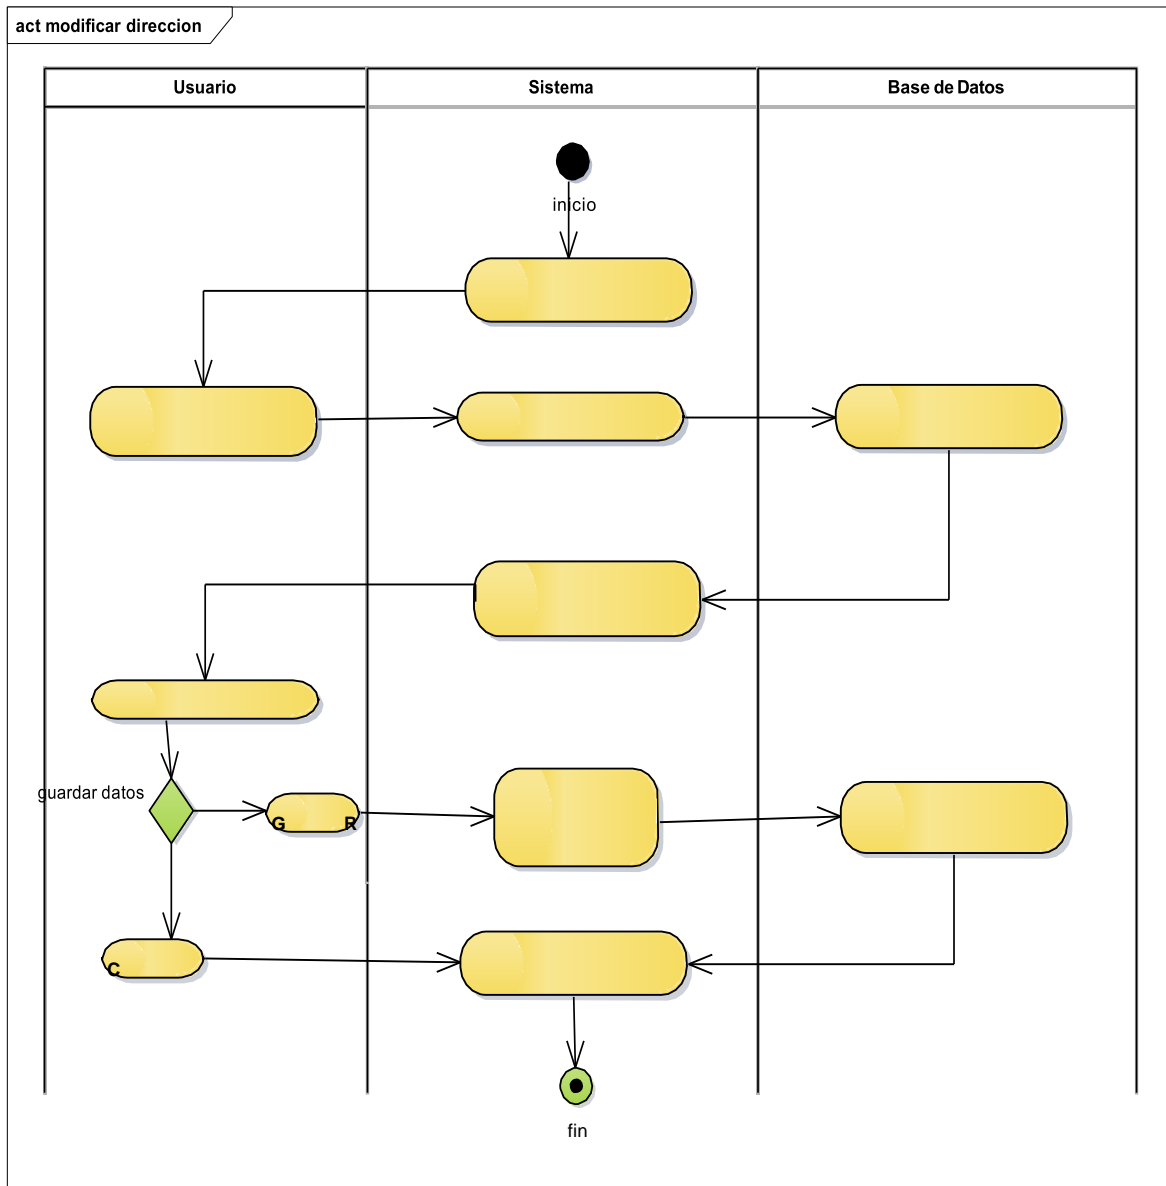 act modificar direccion
Usuario
Sistema
Base de Datos
inicio
guardar datos
G R
C
fin